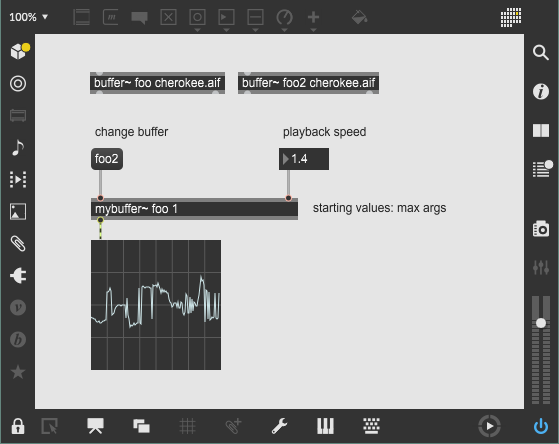 100%
buffer~ foo cherokee.aif
buffer~ foo2 cherokee.aif
change buffer
playback speed
foo2
1.4
mybuffer~ foo 1
starting values: max args